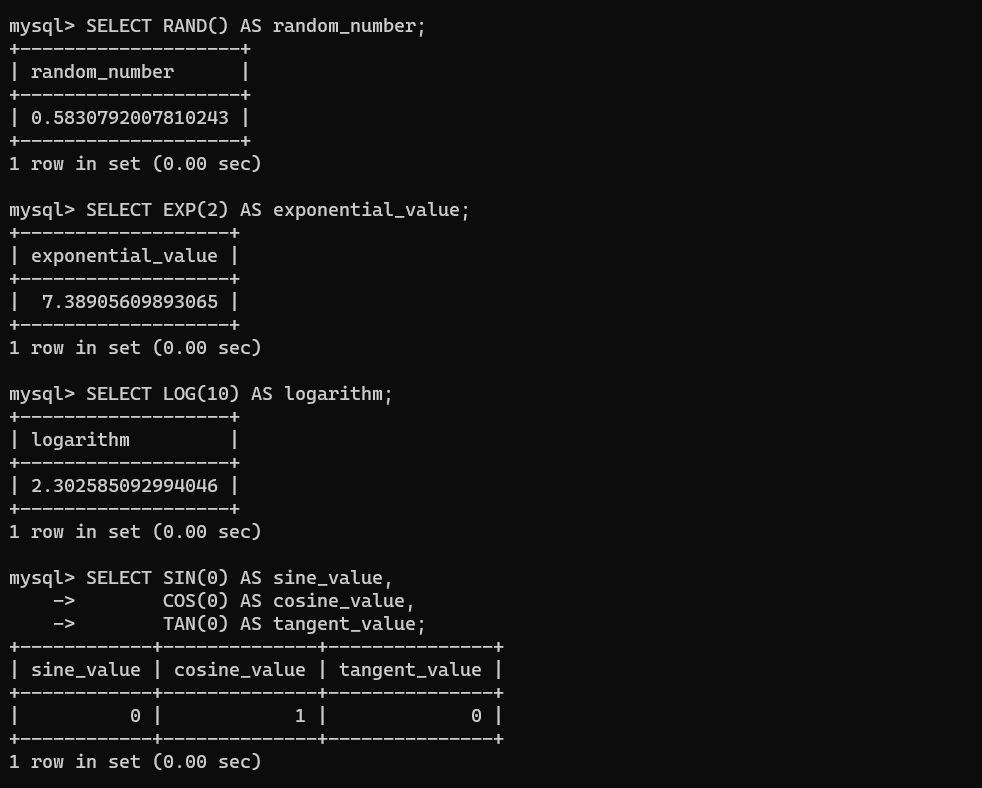 mysql> SELECT RAND() AS random_number;
+--------------------+
| random_number      |
+--------------------+
| 0.5830792007810243 |
+--------------------+
1 row in set (0.00 sec)

mysql> SELECT EXP(2) AS exponential_value;
+-------------------+
| exponential_value |
+-------------------+
|  7.38905609893065 |
+-------------------+
1 row in set (0.00 sec)

mysql> SELECT LOG(10) AS logarithm;
+-------------------+
| logarithm         |
+-------------------+
| 2.302585092994046 |
+-------------------+
1 row in set (0.00 sec)

mysql> SELECT SIN(0) AS sine_value,
    ->        COS(0) AS cosine_value,
    ->        TAN(0) AS tangent_value;
+------------+--------------+---------------+
| sine_value | cosine_value | tangent_value |
+------------+--------------+---------------+
|          0 |            1 |             0 |
+------------+--------------+---------------+
1 row in set (0.00 sec)